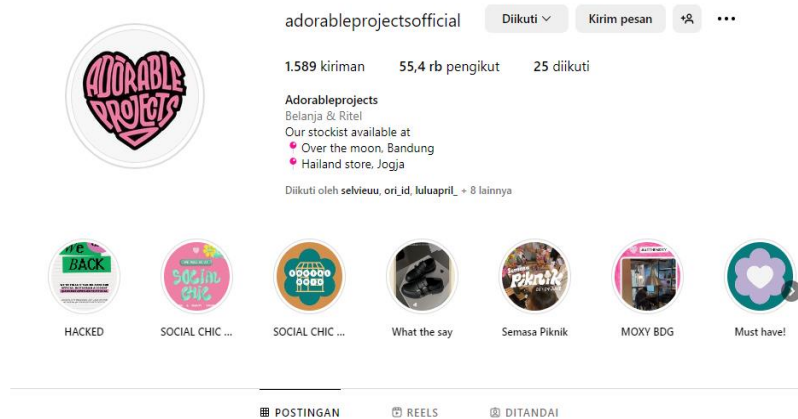 adorableprojectsofficial
Diikuti
Kirim pesan
1.589 kiriman
55,4 rb pengikut
25 diikuti
ADORABLE
PROJECTS
Adorableprojects
Belanja & Ritel
Our stockist available at
📍 Over the moon, Bandung
📍 Hailand store, Jogja
Diikuti oleh selvieuu, ori_id, luluapril_ + 8 lainnya
We
BACK
SOCIAL
CHIC
SOCIAL
Semasa
Piknik
HACKED
SOCIAL CHIC ...
SOCIAL CHIC ...
What the say
Semasa Piknik
MOXY BDG
Must have!
POSTINGAN
REELS
DITANDAI